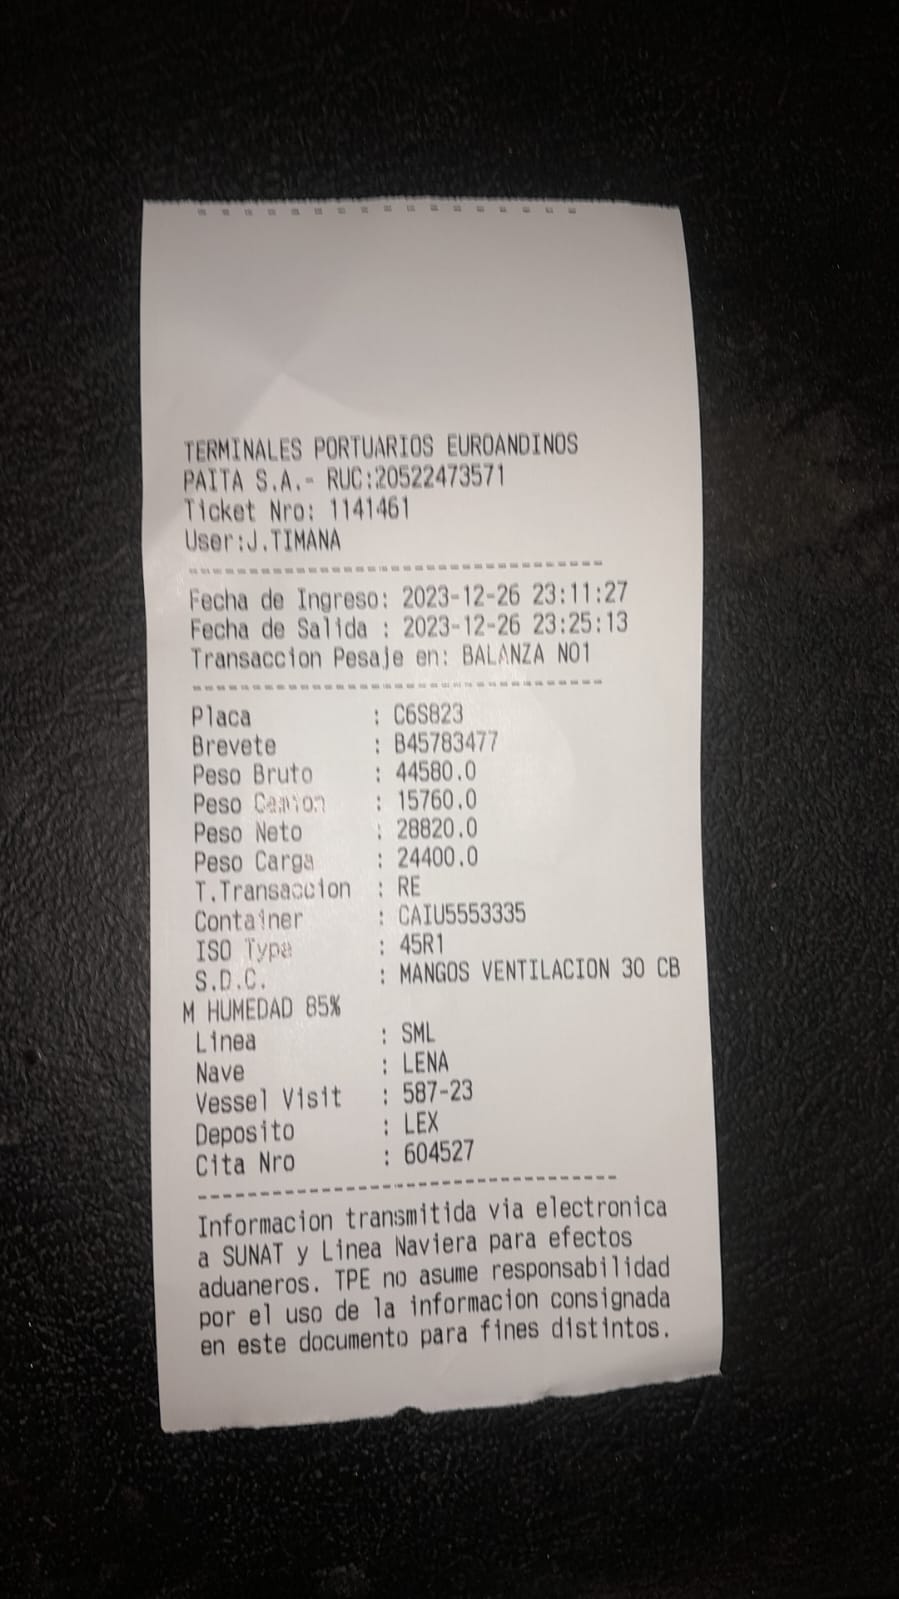 TERMINALES PORTUARIOS EUROANDINOS
PAITA S.A.- RUC:20522473571
Ticket Nro: 1141461
User:J.TIMANA
---------------------------------
Fecha de Ingreso: 2023-12-26 23:11:27
Fecha de Salida : 2023-12-26 23:25:13
Transaccion Pesaje en: BALANZA NO1
---------------------------------
Placa : C6S823
Brevete : B45783477
Peso Bruto : 44580.0
Peso Camion : 15760.0
Peso Neto : 28820.0
Peso Carga : 24400.0
T.Transaccion : RE
Container : CAIU5553335
ISO Type : 45R1
S.D.C. : MANGOS VENTILACION 30 CB
M HUMEDAD 85%
Linea : SML
Nave : LENA
Vessel Visit : 587-23
Deposito : LEX
Cita Nro : 604527
---------------------------------
Informacion transmitida via electronica
a SUNAT y Linea Naviera para efectos
aduaneros. TPE no asume responsabilidad
por el uso de la informacion consignada
en este documento para fines distintos.